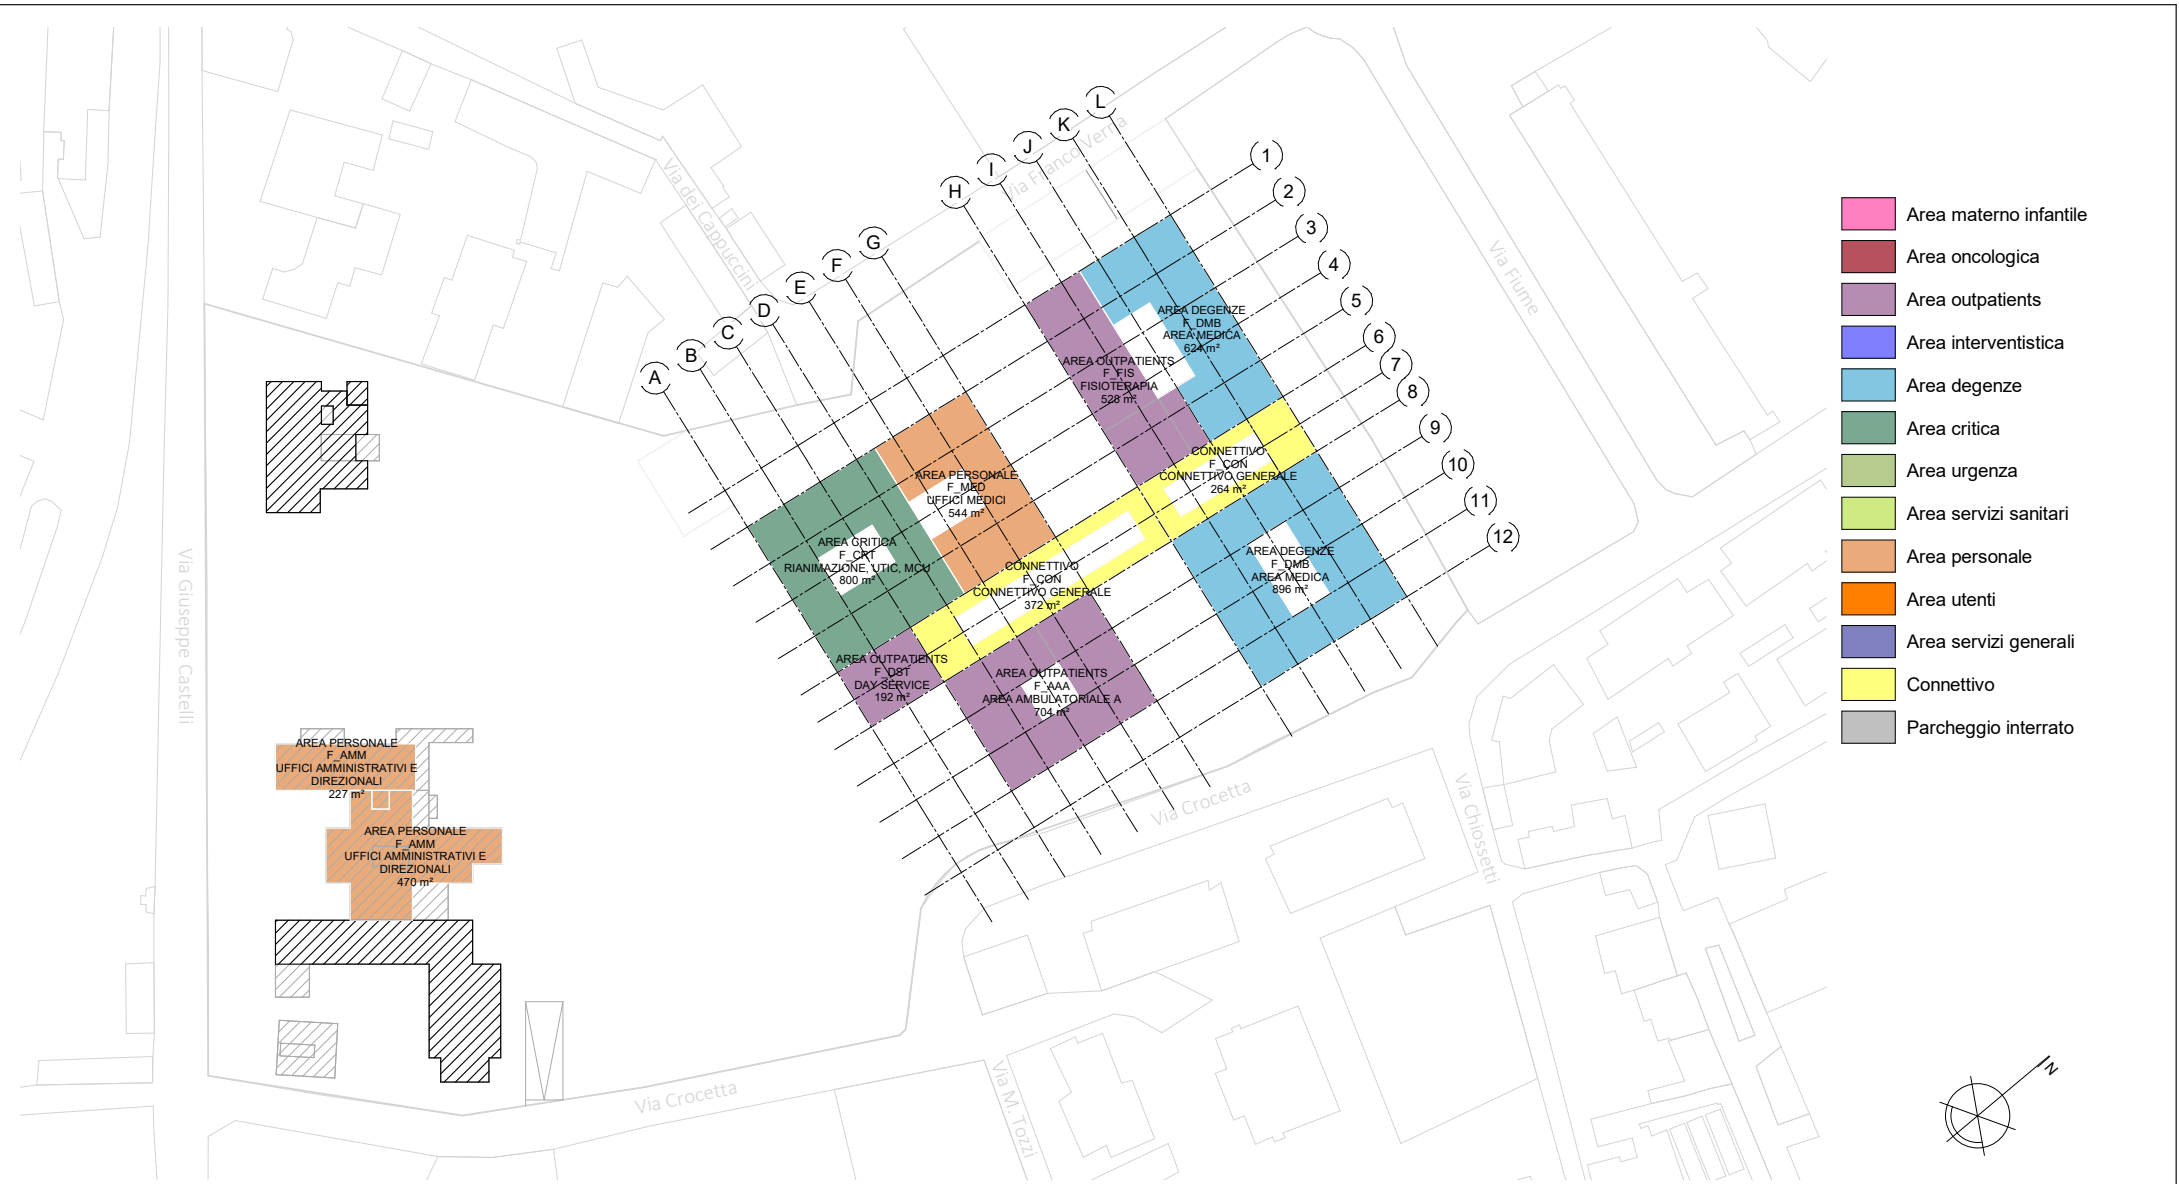 A
B
C
D
E
F
G
H
I
J
K
L
1
2
3
4
5
6
7
8
9
10
11
12
Via Franco Verna
Via dei Cappuccini
Via Fiume
Via Giuseppe Castelli
Via Crocetta
Via Chiossetti
Via Crocetta
Via M. Tozzi
AREA DEGENZE
F_DMB
AREA MEDICA
624 m²
AREA OUTPATIENTS
F_FIS
FISIOTERAPIA
528 m²
CONNETTIVO
F_CON
CONNETTIVO GENERALE
264 m²
AREA PERSONALE
F_MED
UFFICI MEDICI
544 m²
AREA CRITICA
F_CRT
RIANIMAZIONE, UTIC, MCU
800 m²
CONNETTIVO
F_CON
CONNETTIVO GENERALE
372 m²
AREA DEGENZE
F_DMB
AREA MEDICA
896 m²
AREA OUTPATIENTS
F_DST
DAY SERVICE
192 m²
AREA OUTPATIENTS
F_AAA
AREA AMBULATORIALE A
704 m²
AREA PERSONALE
F_AMM
UFFICI AMMINISTRATIVI E
DIREZIONALI
227 m²
AREA PERSONALE
F_AMM
UFFICI AMMINISTRATIVI E
DIREZIONALI
470 m²
Area materno infantile
Area oncologica
Area outpatients
Area interventistica
Area degenze
Area critica
Area urgenza
Area servizi sanitari
Area personale
Area utenti
Area servizi generali
Connettivo
Parcheggio interrato
N